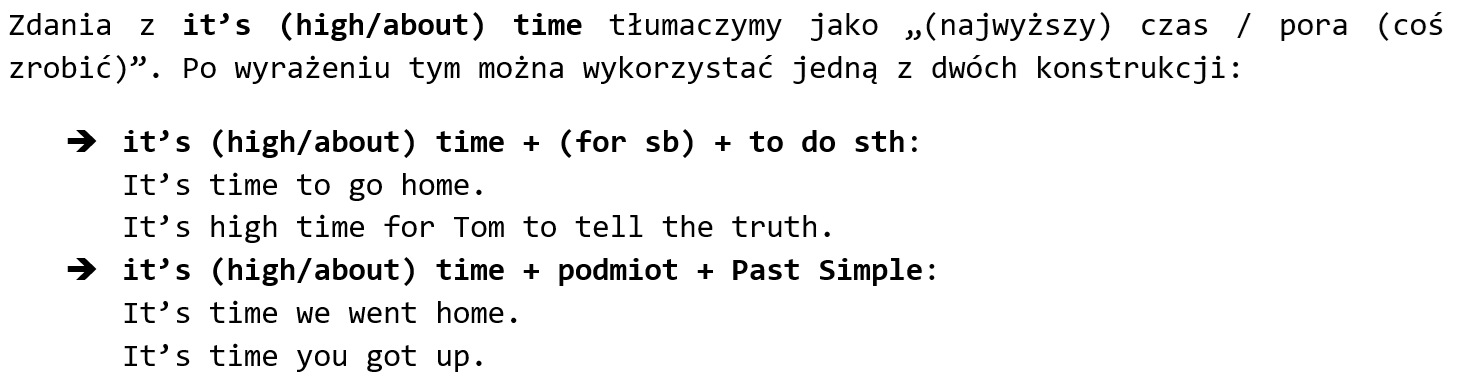 Zdania z it’s (high/about) time tłumaczymy jako „(najwyższy) czas / pora (coś
zrobić)”. Po wyrażeniu tym można wykorzystać jedną z dwóch konstrukcji:
➔ it’s (high/about) time + (for sb) + to do sth:
It’s time to go home.
It’s high time for Tom to tell the truth.
➔ it’s (high/about) time + podmiot + Past Simple:
It’s time we went home.
It’s time you got up.